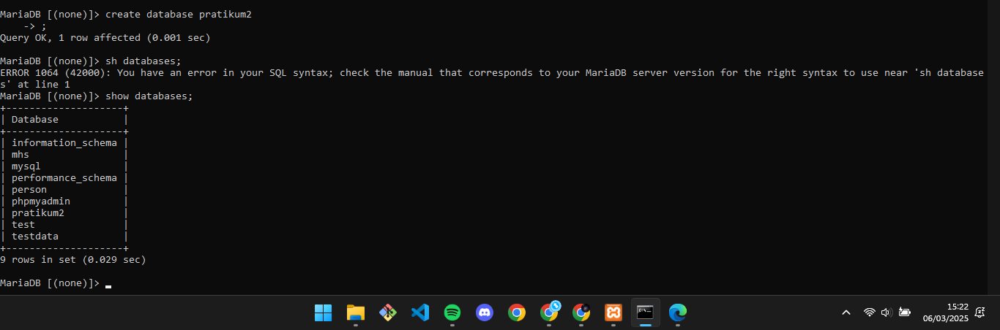 MariaDB [(none)]> create database pratikum2
    -> ;
Query OK, 1 row affected (0.001 sec)
MariaDB [(none)]> sh databases;
ERROR 1064 (42000): You have an error in your SQL syntax; check the manual that corresponds to your MariaDB server version for the right syntax to use near 'sh database
s' at line 1
MariaDB [(none)]> show databases;
+--------------------+
| Database           |
+--------------------+
| information_schema |
| mhs                |
| mysql              |
| performance_schema |
| person             |
| phpmyadmin         |
| pratikum2          |
| test               |
| testdata           |
+--------------------+
9 rows in set (0.029 sec)
MariaDB [(none)]> _
15:22
06/03/2025